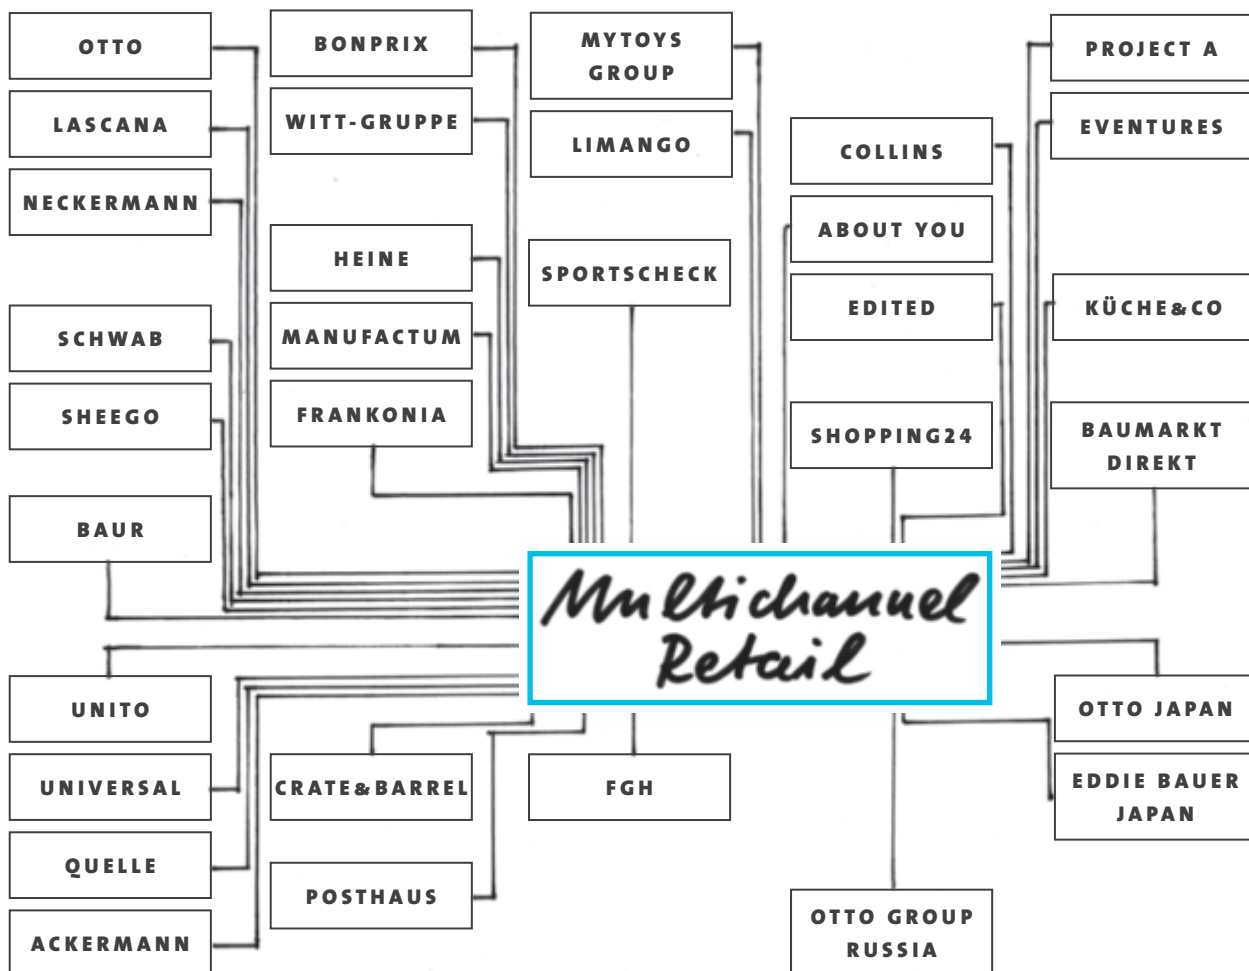 OTTO
LASCANA
NECKERMANN
SCHWAB
SHEEGO
BAUR
BONPRIX
WITT-GRUPPE
HEINE
MANUFACTUM
FRANKONIA
MYTOYS
GROUP
LIMANGO
SPORTSCHECK
COLLINS
ABOUT YOU
EDITED
SHOPPING24
PROJECT A
EVENTURES
KÜCHE&CO
BAUMARKT
DIREKT
Multichannel
Retail
UNITO
UNIVERSAL
QUELLE
ACKERMANN
CRATE&BARREL
POSTHAUS
FGH
OTTO GROUP
RUSSIA
OTTO JAPAN
EDDIE BAUER
JAPAN